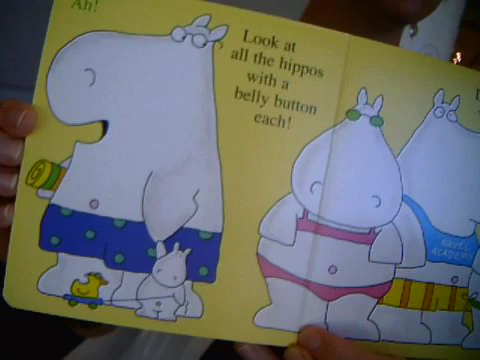 Ah!
Look at
all the hippos
with a
belly button
each!
NAVEL
ACADEMY